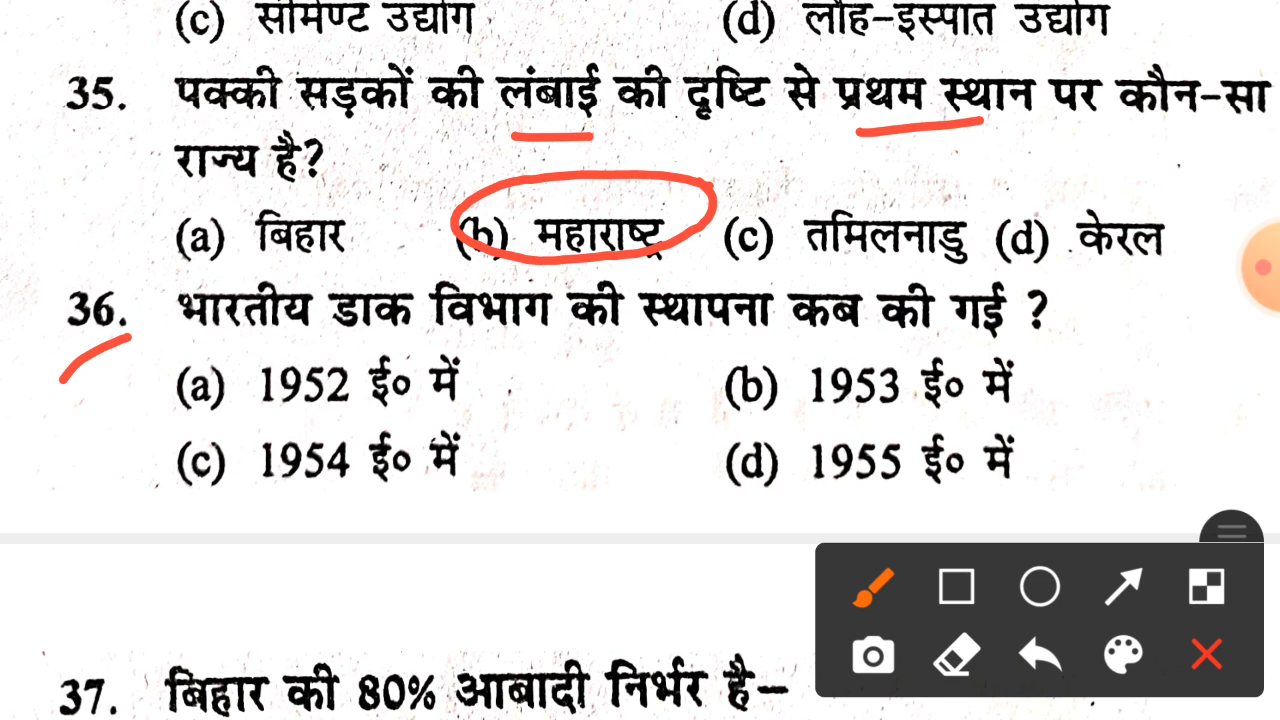 (c) सीमेण्ट उद्योग (d) लौह-इस्पात उद्योग
35. पक्की सड़कों की लंबाई की दृष्टि से प्रथम स्थान पर कौन-सा
राज्य है?
(a) बिहार (b) महाराष्ट्र (c) तमिलनाडु (d) केरल
36. भारतीय डाक विभाग की स्थापना कब की गई ?
(a) 1952 ई० में (b) 1953 ई० में
(c) 1954 ई० में (d) 1955 ई० में
37. बिहार की 80% आबादी निर्भर है–